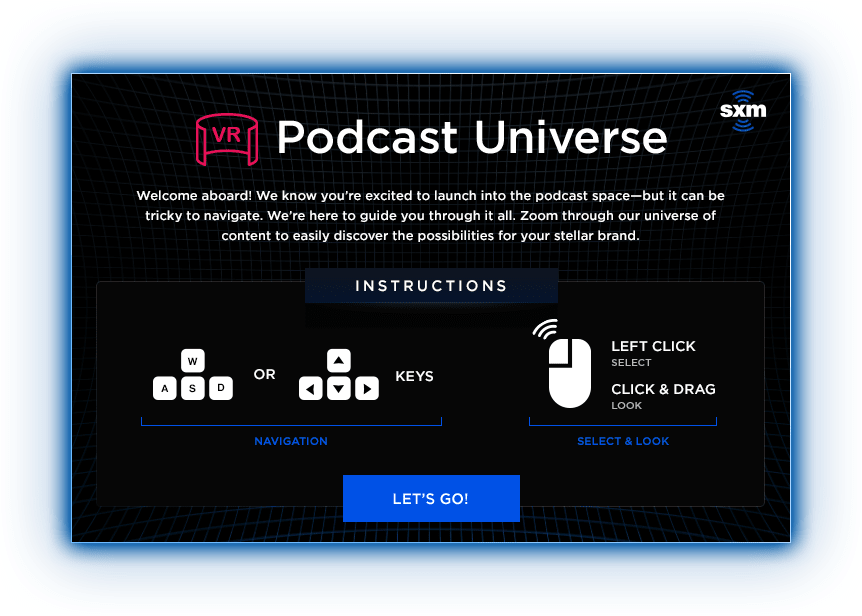 sxm
VR
Podcast Universe
Welcome aboard! We know you're excited to launch into the podcast space—but it can be
tricky to navigate. We're here to guide you through it all. Zoom through our universe of
content to easily discover the possibilities for your stellar brand.
INSTRUCTIONS
W
A S D
OR
KEYS
NAVIGATION
LEFT CLICK
SELECT
CLICK & DRAG
LOOK
SELECT & LOOK
LET'S GO!